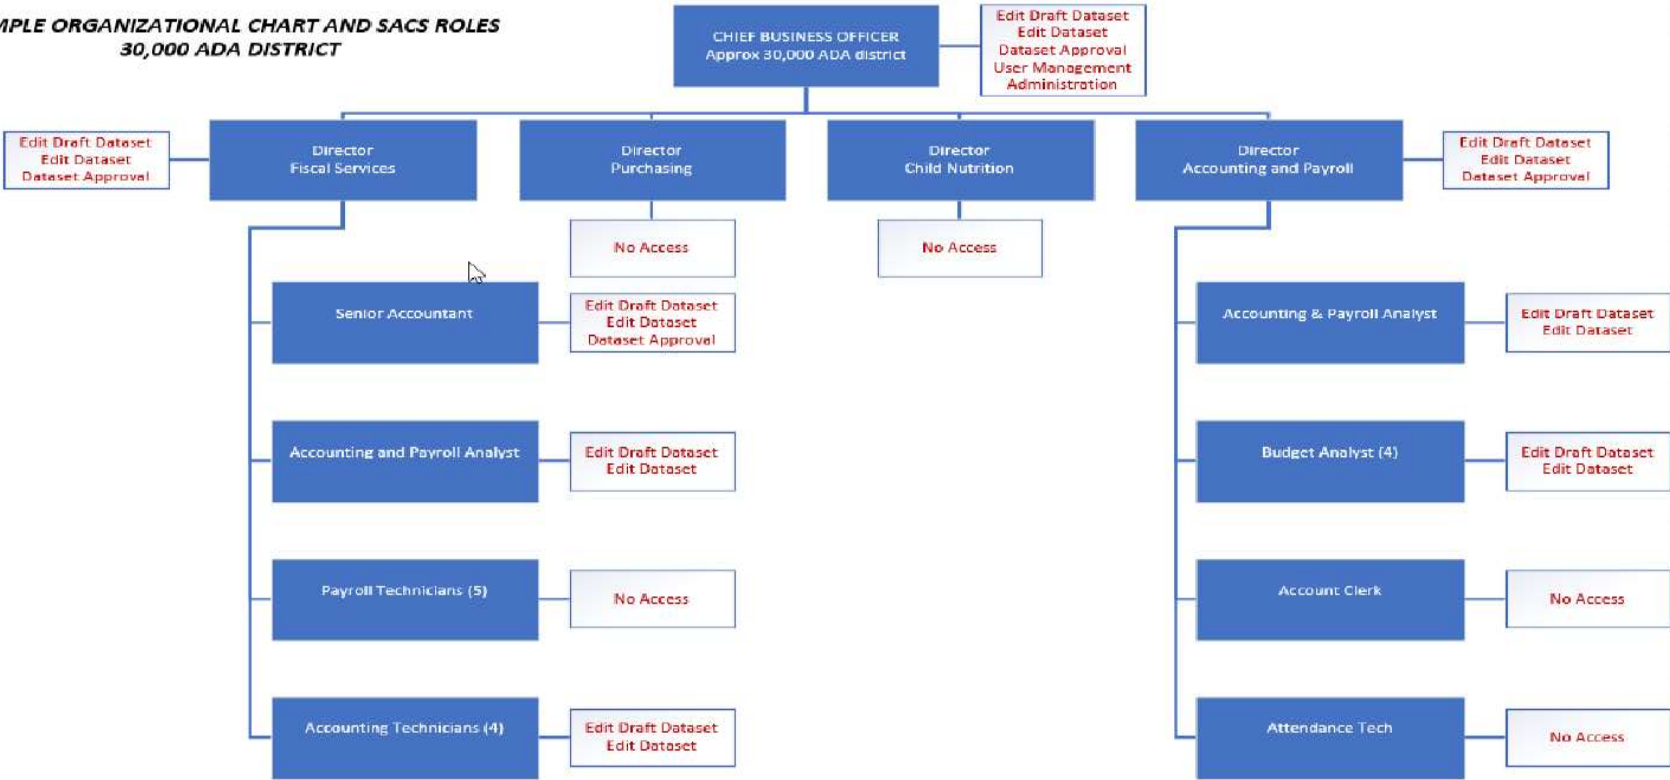 MPLE ORGANIZATIONAL CHART AND SACS ROLES
30,000 ADA DISTRICT
CHIEF BUSINESS OFFICER
Approx 30,000 ADA district
Edit Draft Dataset
Edit Dataset
Dataset Approval
User Management
Administration
Edit Draft Dataset
Edit Dataset
Dataset Approval
Director
Fiscal Services
Director
Purchasing
Director
Child Nutrition
Director
Accounting and Payroll
Edit Draft Dataset
Edit Dataset
Dataset Approval
No Access
No Access
Senior Accountant
Edit Draft Dataset
Edit Dataset
Dataset Approval
Accounting & Payroll Analyst
Edit Draft Dataset
Edit Dataset
Accounting and Payroll Analyst
Edit Draft Dataset
Edit Dataset
Budget Analyst (4)
Edit Draft Dataset
Edit Dataset
Payroll Technicians (5)
No Access
Account Clerk
No Access
Accounting Technicians (4)
Edit Draft Dataset
Edit Dataset
Attendance Tech
No Access